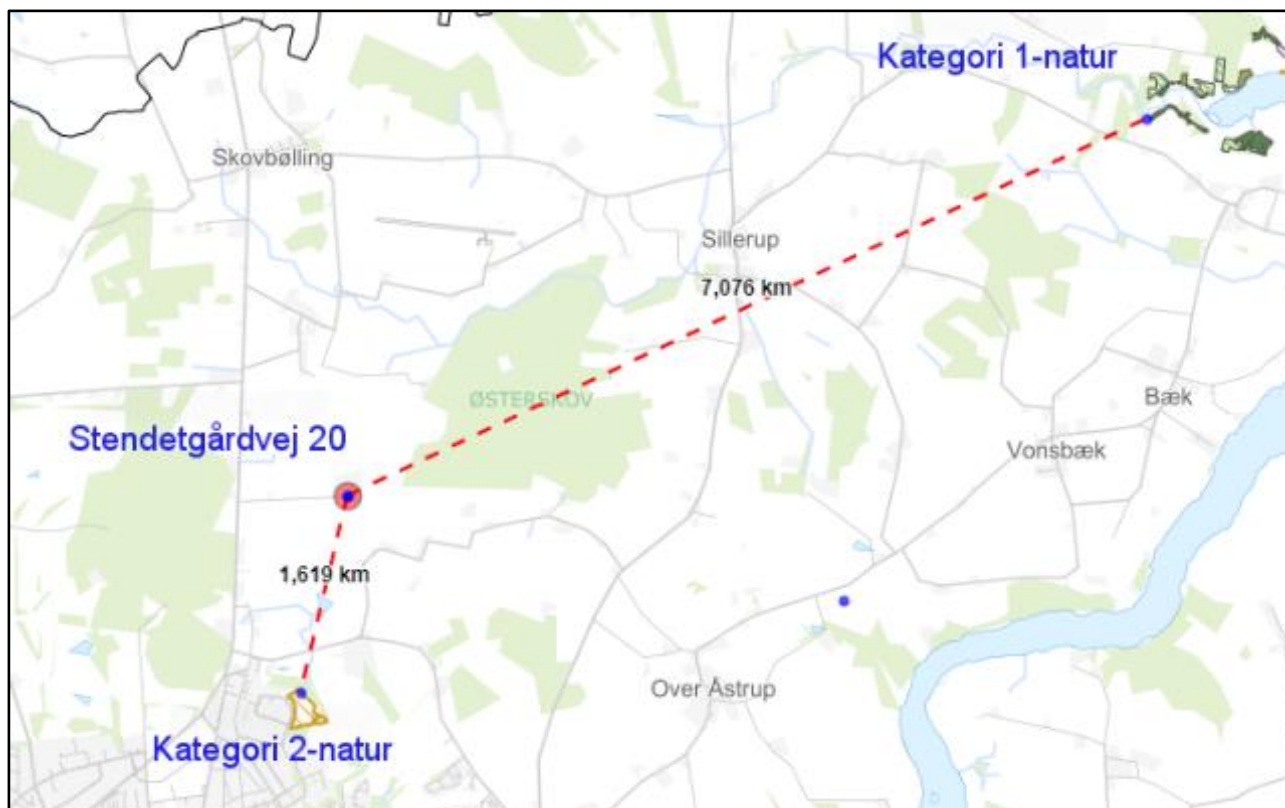 Kategori 1-natur
Skovbølling
Sillerup
7,076 km
ØSTERSKOV
Bæk
Stendetgårdvej 20
Vonsbæk
1,619 km
Over Åstrup
Kategori 2-natur